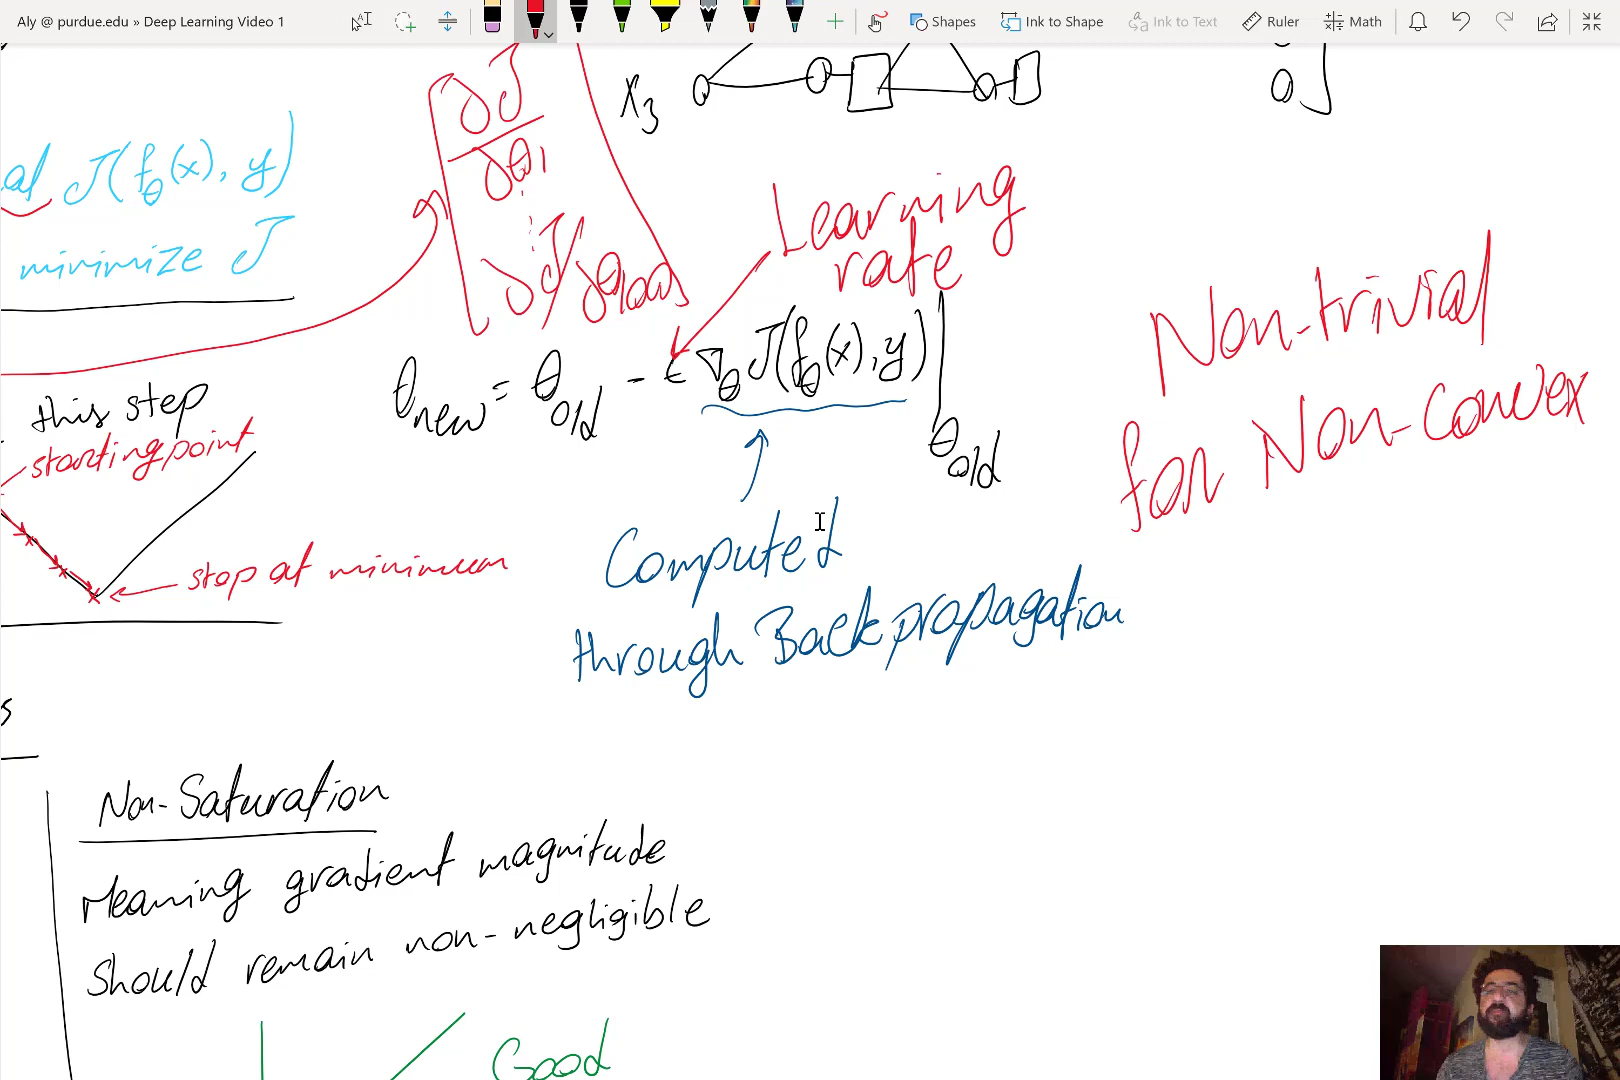 Aly @ purdue.edu » Deep Learning Video 1
Shapes
Ink to Shape
Ink to Text
Ruler
Math
X3
∂J
∂θ1
∂J/∂θ1000
al J(fθ(x), y)
minimize J
Learning
rate
θnew = θold - ϵ ∇θ J(fθ(x), y)|θold
Non-trivial
for Non-Convex
this step
starting point
stop at minimum
Computed
through Backpropagation
s
Non-Saturation
Meaning gradient magnitude
Should remain non-negligible
Good